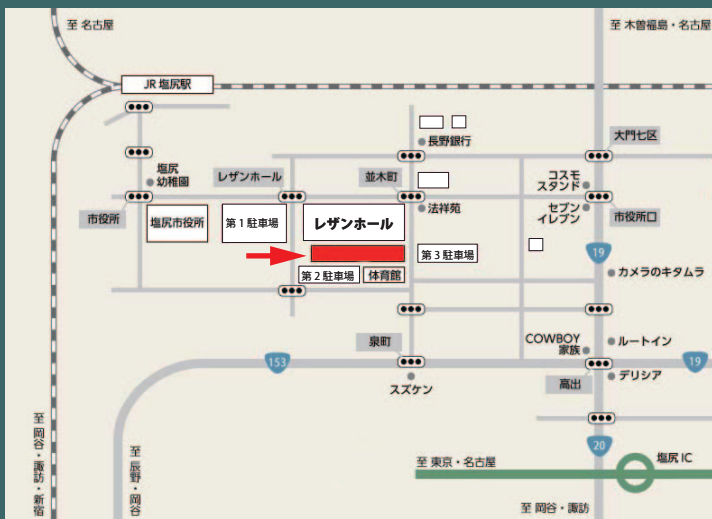 至 名古屋
至 木曽福島・名古屋
JR 塩尻駅
長野銀行
大門七区
塩尻
幼稚園
レザンホール
並木町
コスモ
スタンド
市役所
塩尻市役所
第1駐車場
レザンホール
法祥苑
セブン
イレブン
市役所口
第3駐車場
19
第2駐車場
体育館
カメラのキタムラ
泉町
COWBOY
家族
ルートイン
153
19
スズケン
高出
デリシア
20
至 岡谷・諏訪・新宿
至 辰野・岡谷
至 東京・名古屋
塩尻 IC
至 岡谷・諏訪